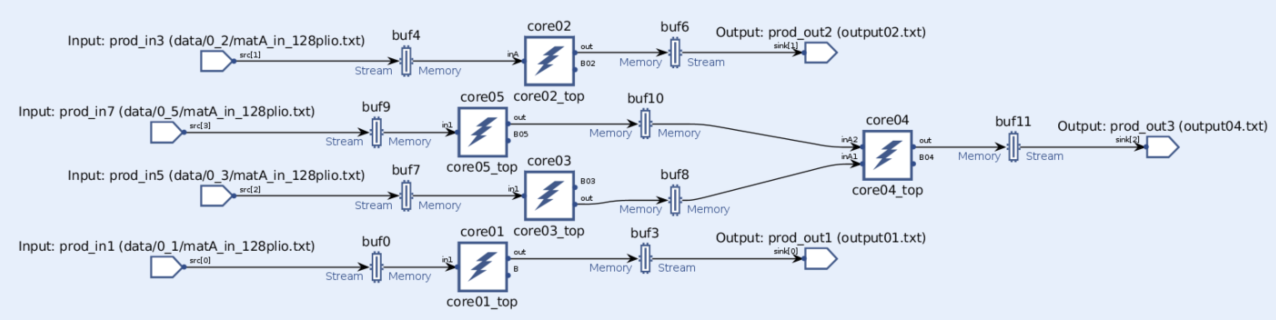 Input: prod_in3 (data/0_2/matA_in_128plio.txt)
src[1]
buf4
Stream
Memory
core02
inA
out
B02
core02_top
buf6
Memory
Stream
Output: prod_out2 (output02.txt)
sink[1]
Input: prod_in7 (data/0_5/matA_in_128plio.txt)
src[3]
buf9
Stream
Memory
core05
in1
out
B05
core05_top
buf10
Memory
Memory
core04
inA2
inA1
out
B04
core04_top
buf11
Memory
Stream
Output: prod_out3 (output04.txt)
sink[2]
Input: prod_in5 (data/0_3/matA_in_128plio.txt)
src[2]
buf7
Stream
Memory
core03
in1
B03
out
core03_top
buf8
Memory
Memory
Input: prod_in1 (data/0_1/matA_in_128plio.txt)
src[0]
buf0
Stream
Memory
core01
in1
out
B
core01_top
buf3
Memory
Stream
Output: prod_out1 (output01.txt)
sink[0]